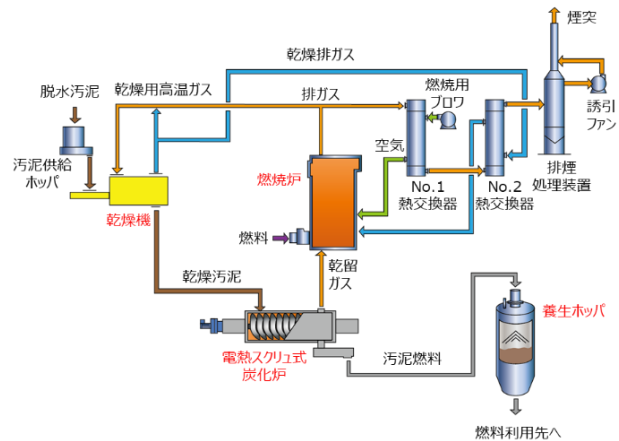 煙突
乾燥排ガス
乾燥用高温ガス
排ガス
燃焼用
ブロワ
誘引
ファン
脱水汚泥
空気
汚泥供給
ホッパ
燃焼炉
No.1
熱交換器
No.2
熱交換器
排煙
処理装置
乾燥機
燃料
乾留
ガス
乾燥汚泥
養生ホッパ
電熱スクリュ式
炭化炉
汚泥燃料
燃料利用先へ